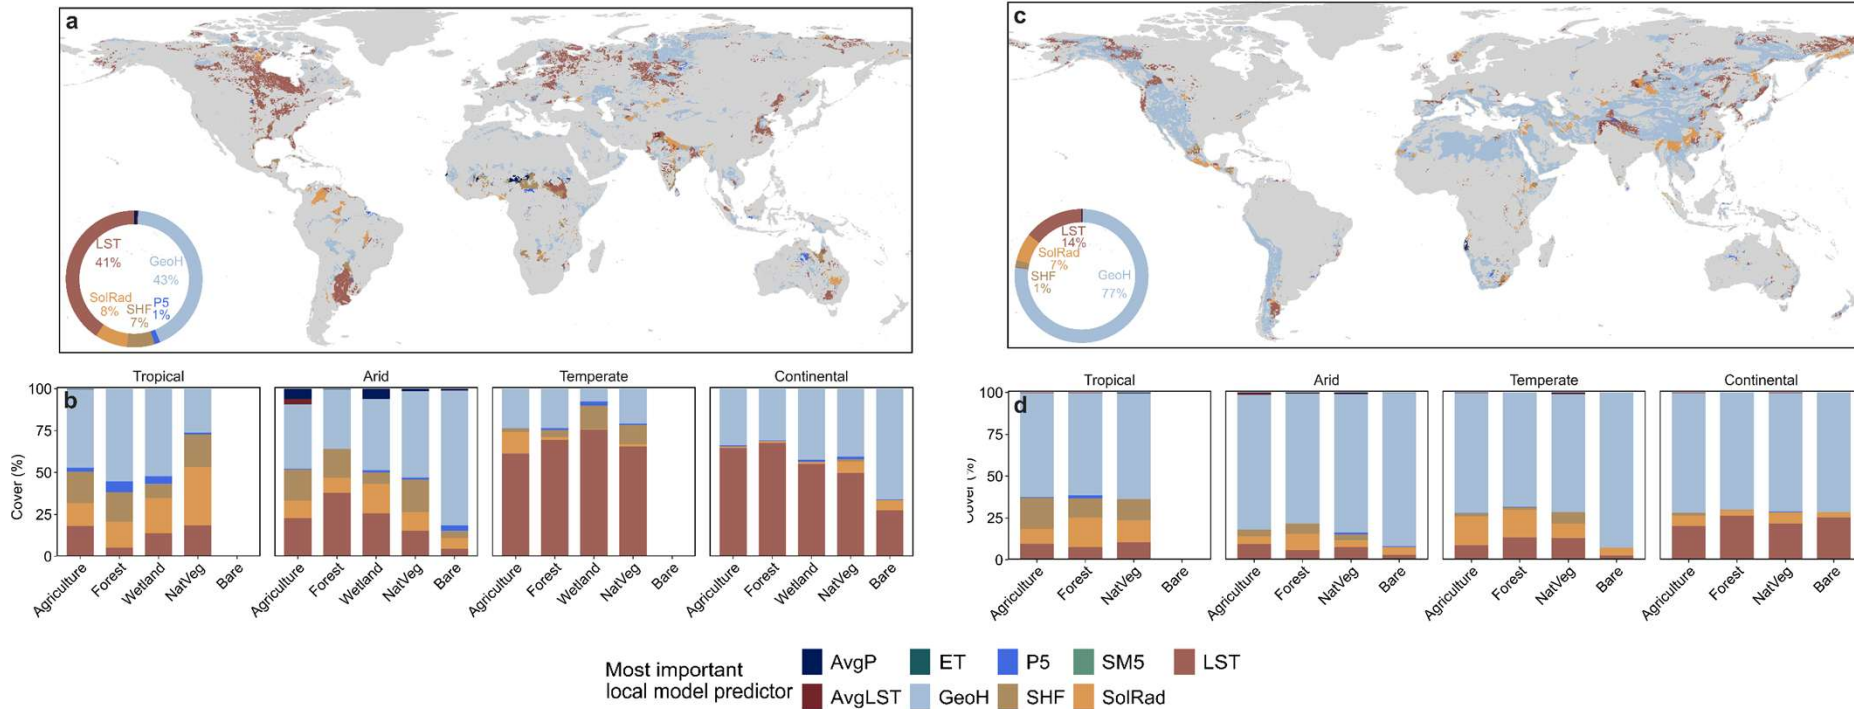 a
LST
41%
GeoH
43%
SolRad
8%
SHF
7%
P5
1%
c
LST
14%
SolRad
7%
SHF
1%
GeoH
77%
b
Tropical
Arid
Temperate
Continental
Cover (%)
100
75
50
25
0
Agriculture
Forest
Wetland
NatVeg
Bare
Agriculture
Forest
Wetland
NatVeg
Bare
Agriculture
Forest
Wetland
NatVeg
Bare
Agriculture
Forest
Wetland
NatVeg
Bare
d
Tropical
Arid
Temperate
Continental
Cover (%)
100
75
50
25
0
Agriculture
Forest
NatVeg
Bare
Agriculture
Forest
NatVeg
Bare
Agriculture
Forest
NatVeg
Bare
Agriculture
Forest
NatVeg
Bare
Most important
local model predictor
AvgP
ET
P5
SM5
LST
AvgLST
GeoH
SHF
SolRad